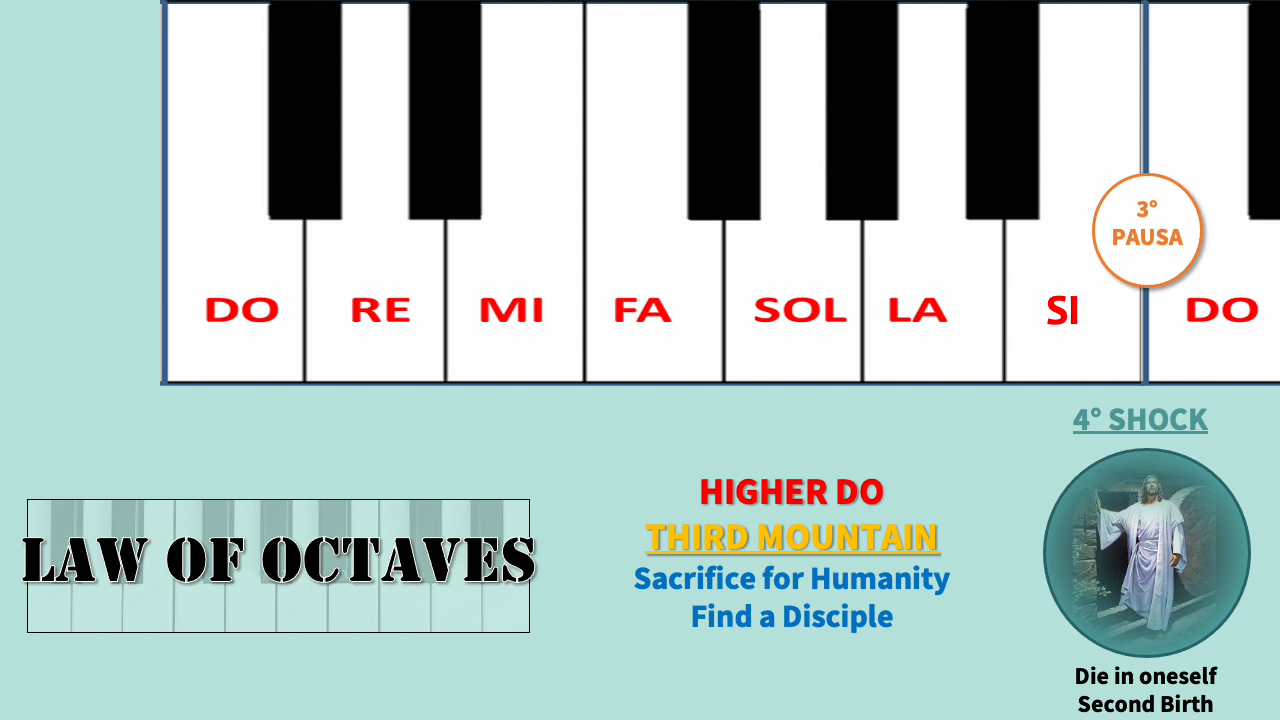 3°
PAUSA
DO RE MI FA SOL LA SI DO
4° SHOCK
HIGHER DO
THIRD MOUNTAIN
Sacrifice for Humanity
Find a Disciple
LAW OF OCTAVES
Die in oneself
Second Birth